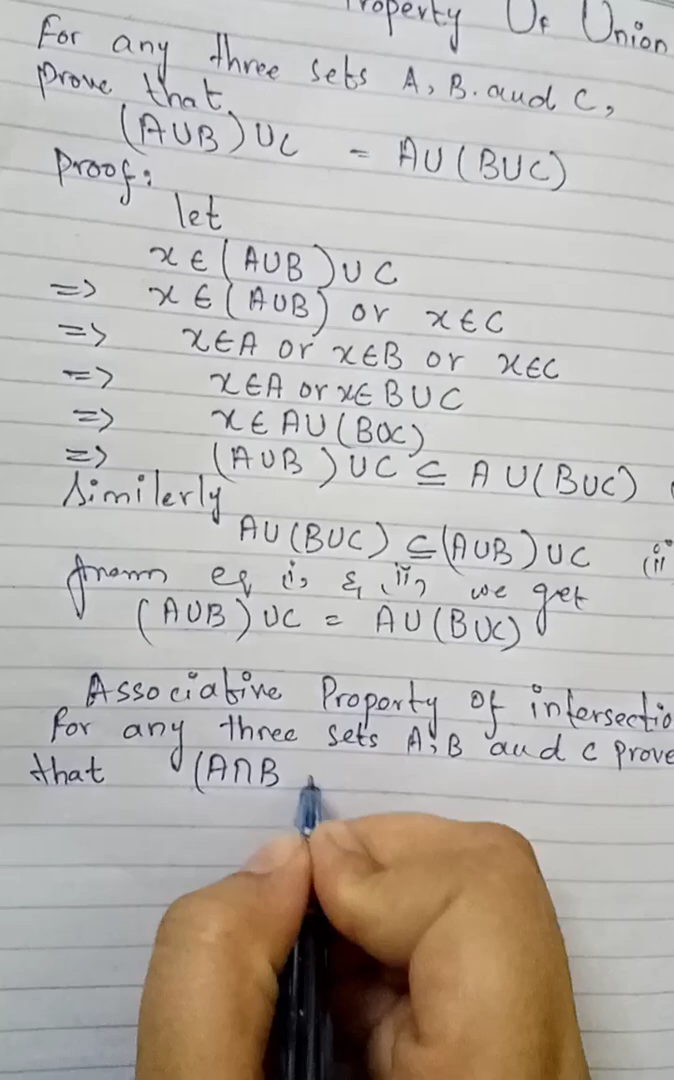 Property Of Union
For any three sets A, B. and C,
prove that
(AUB)UC = AU(BUC)
proof:
let
x ∈ (AUB)UC
=> x ∈ (AUB) or x ∈ C
=> x∈A or x∈B or x∈C
=> x∈A or x∈ BUC
=> x∈ AU(BUC)
=> (AUB)UC ⊆ AU(BUC) (
Similerly
AU(BUC) ⊆ (AUB)UC (ii
from eq i, & ii, we get
(AUB)UC = AU(BUC)
Associative Property of intersectio
for any three sets A, B and C prove
that (A∩B